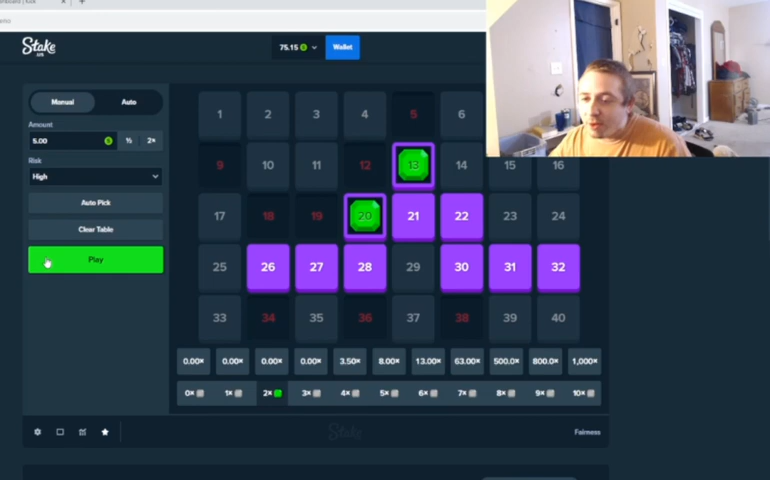 Stake
75.15
Wallet
Manual
Auto
Amount
5.00
½
2×
Risk
High
Auto Pick
Clear Table
Play
1 2 3 4 5 6
9 10 11 12 13 14 15 16
17 18 19 20 21 22 23 24
25 26 27 28 29 30 31 32
33 34 35 36 37 38 39 40
0.00× 0.00× 0.00× 0.00× 3.50× 8.00× 13.00× 63.00× 500.0× 800.0× 1,000×
0× 1× 2× 3× 4× 5× 6× 7× 8× 9× 10×
Stake
Fairness